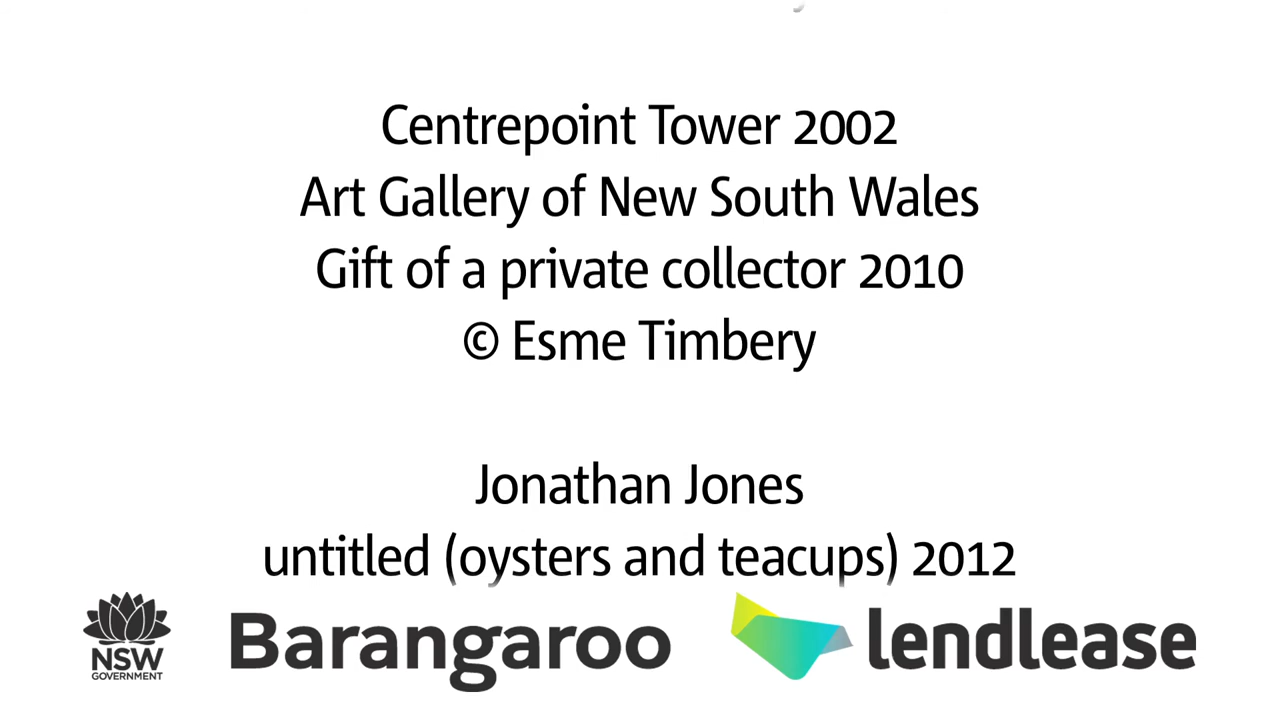 Centrepoint Tower 2002
Art Gallery of New South Wales
Gift of a private collector 2010
© Esme Timbery
Jonathan Jones
untitled (oysters and teacups) 2012
NSW
GOVERNMENT
Barangaroo
lendlease